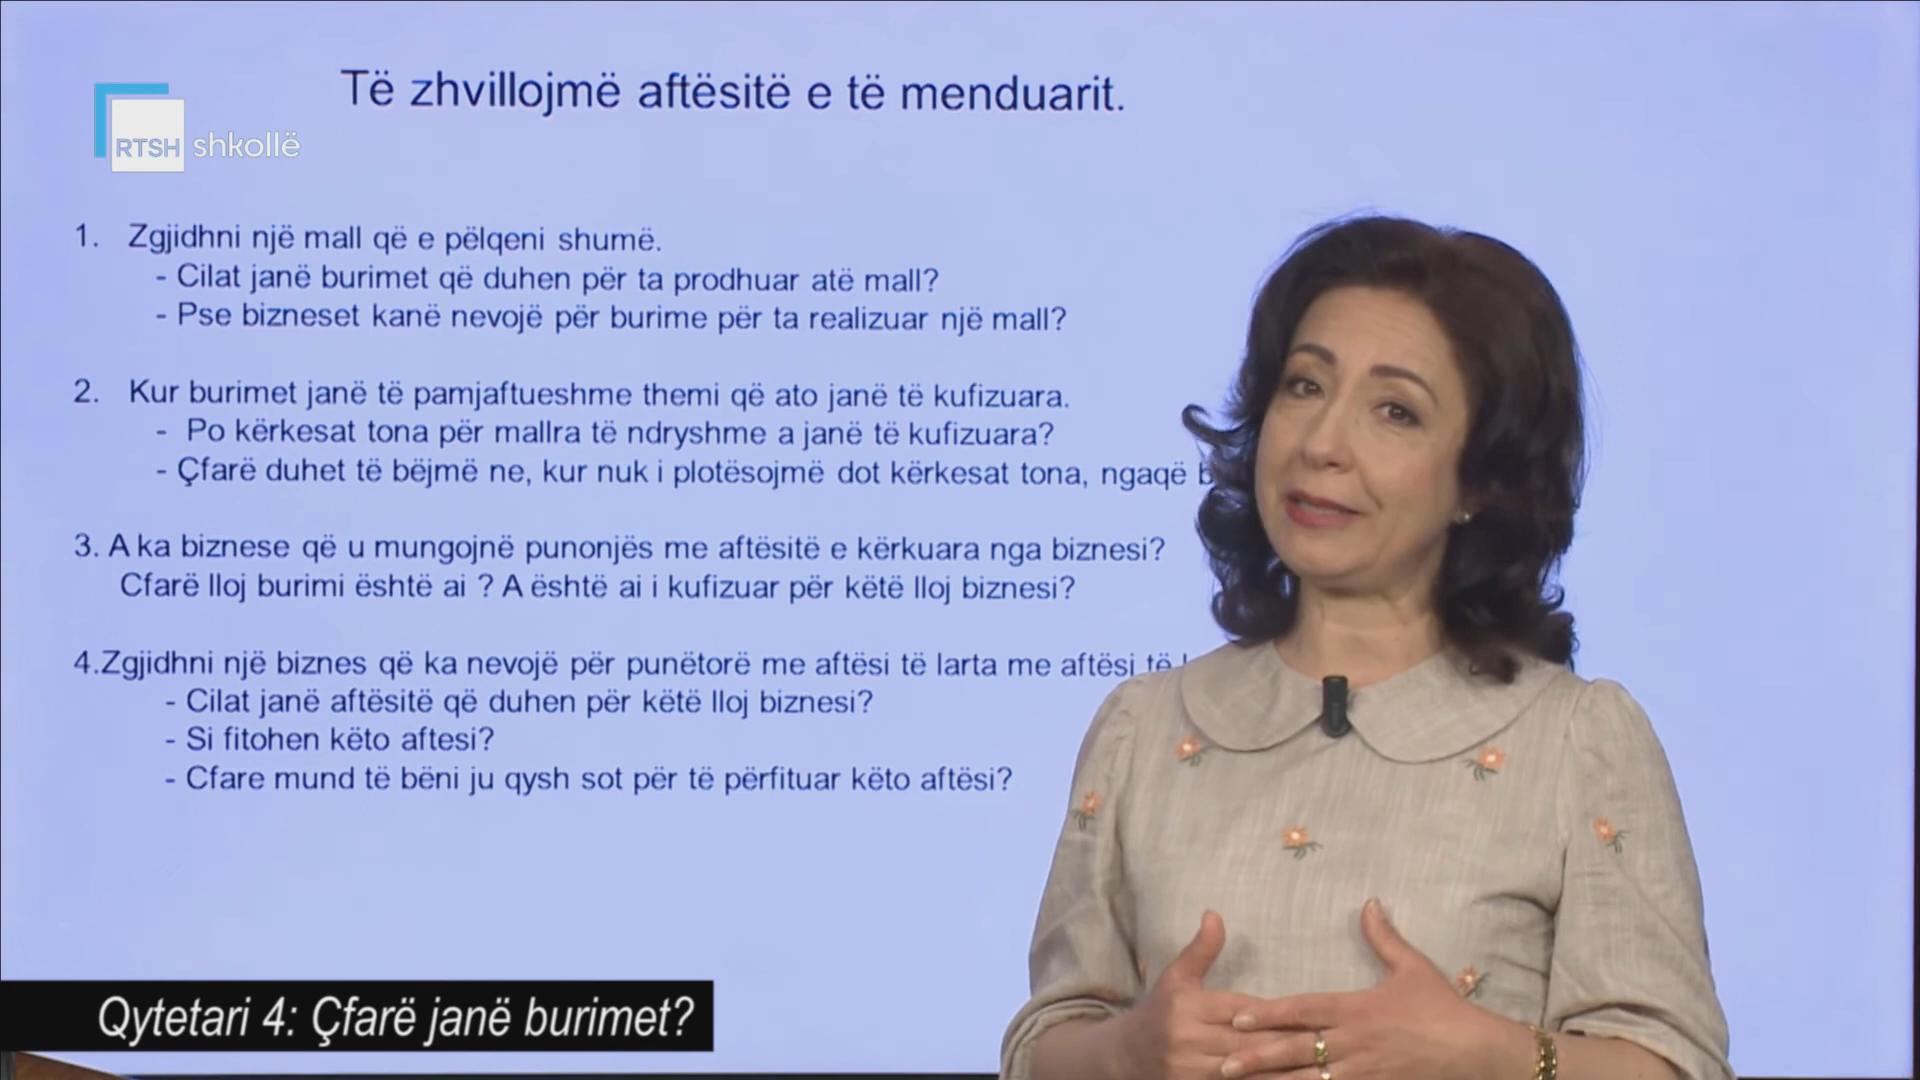 Të zhvillojmë aftësitë e të menduarit.
RTSH shkollë
1. Zgjidhni një mall që e pëlqeni shumë.
- Cilat janë burimet që duhen për ta prodhuar atë mall?
- Pse bizneset kanë nevojë për burime për ta realizuar një mall?
2. Kur burimet janë të pamjaftueshme themi që ato janë të kufizuara.
- Po kërkesat tona për mallra të ndryshme a janë të kufizuara?
- Çfarë duhet të bëjmë ne, kur nuk i plotësojmë dot kërkesat tona, ngaqë
3. A ka biznese që u mungojnë punonjës me aftësitë e kërkuara nga biznesi?
Cfarë lloj burimi është ai ? A është ai i kufizuar për këtë lloj biznesi?
4.Zgjidhni një biznes që ka nevojë për punëtorë me aftësi të larta me aftësi të
- Cilat janë aftësitë që duhen për këtë lloj biznesi?
- Si fitohen këto aftesi?
- Cfare mund të bëni ju qysh sot për të përfituar këto aftësi?
Qytetari 4: Çfarë janë burimet?